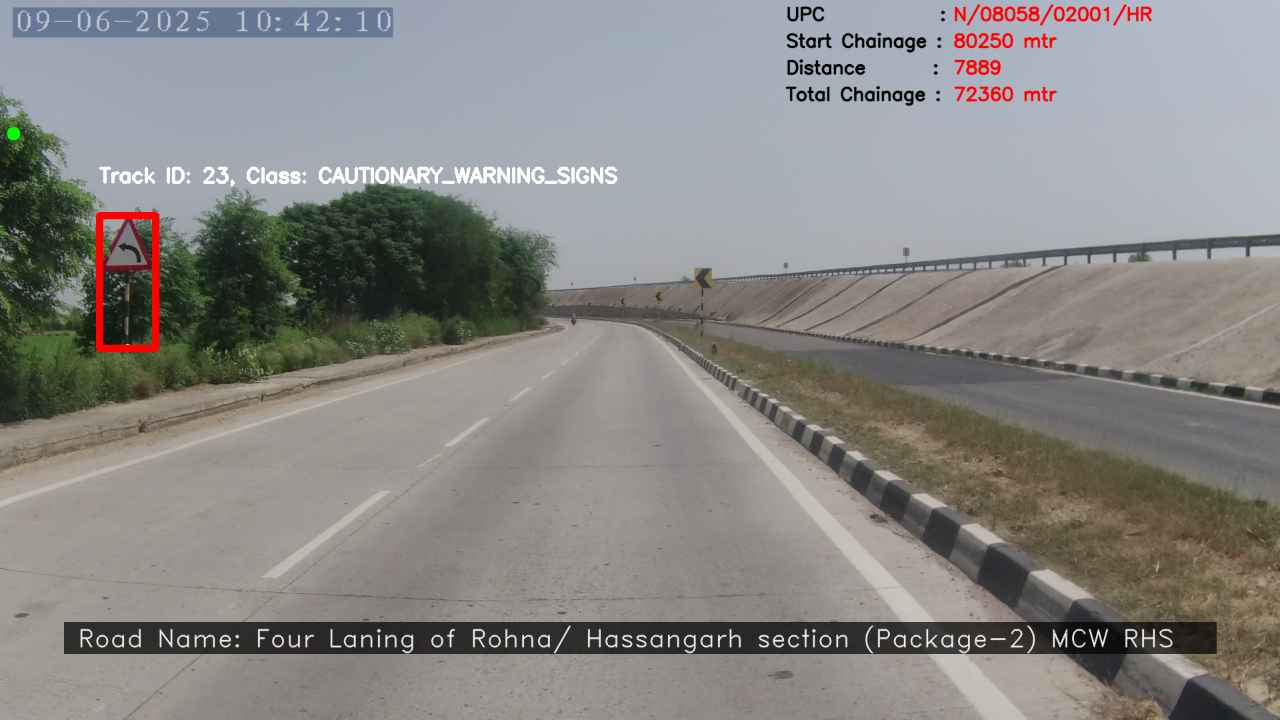 09-06-2025 10:42:10
UPC : N/08058/02001/HR
Start Chainage : 80250 mtr
Distance : 7889
Total Chainage : 72360 mtr
Track ID: 23, Class: CAUTIONARY_WARNING_SIGNS
Road Name: Four Laning of Rohna/ Hassangarh section (Package-2) MCW RHS